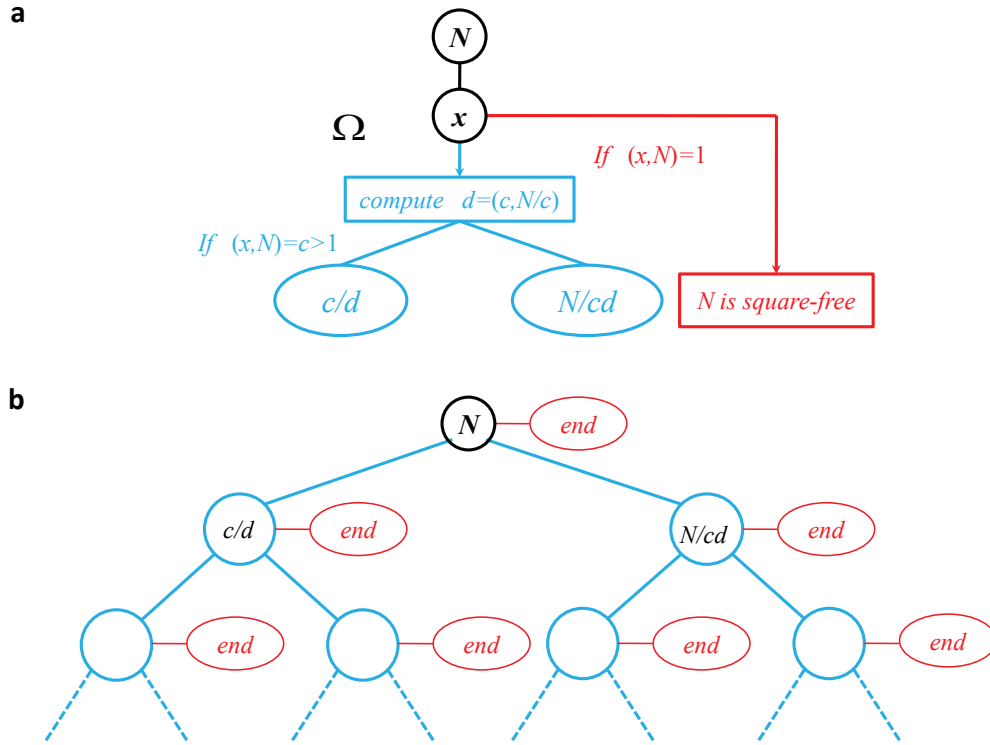 a
N
x
Ω
If (x,N)=1
compute d=(c,N/c)
If (x,N)=c>1
c/d
N/cd
N is square-free
b
N
end
c/d
end
N/cd
end
end
end
end
end